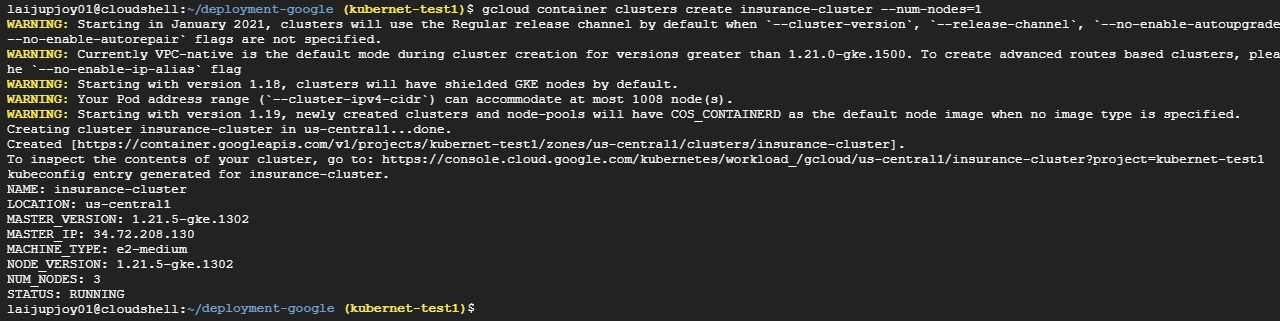 laijupjoy01@cloudshell:~/deployment-google (kubernet-test1)$ gcloud container clusters create insurance-cluster --num-nodes=1
WARNING: Starting in January 2021, clusters will use the Regular release channel by default when `--cluster-version`, `--release-channel`, `--no-enable-autoupgrade
--no-enable-autorepair` flags are not specified.
WARNING: Currently VPC-native is the default mode during cluster creation for versions greater than 1.21.0-gke.1500. To create advanced routes based clusters, plea
he `--no-enable-ip-alias` flag
WARNING: Starting with version 1.18, clusters will have shielded GKE nodes by default.
WARNING: Your Pod address range (`--cluster-ipv4-cidr`) can accommodate at most 1008 node(s).
WARNING: Starting with version 1.19, newly created clusters and node-pools will have COS_CONTAINERD as the default node image when no image type is specified.
Creating cluster insurance-cluster in us-central1...done.
Created [https://container.googleapis.com/v1/projects/kubernet-test1/zones/us-central1/clusters/insurance-cluster].
To inspect the contents of your cluster, go to: https://console.cloud.google.com/kubernetes/workload_/gcloud/us-central1/insurance-cluster?project=kubernet-test1
kubeconfig entry generated for insurance-cluster.
NAME: insurance-cluster
LOCATION: us-central1
MASTER_VERSION: 1.21.5-gke.1302
MASTER_IP: 34.72.208.130
MACHINE_TYPE: e2-medium
NODE_VERSION: 1.21.5-gke.1302
NUM_NODES: 3
STATUS: RUNNING
laijupjoy01@cloudshell:~/deployment-google (kubernet-test1)$